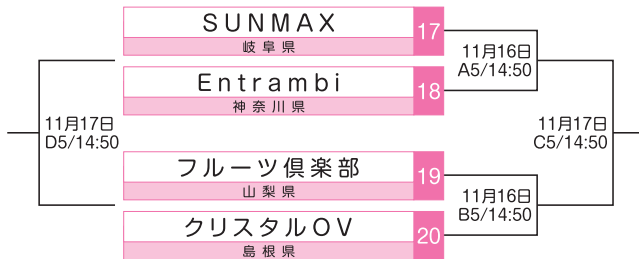 SUNMAX
岐阜県
17
Entrambi
神奈川県
18
11月16日
A5/14:50
11月17日
D5/14:50
11月17日
C5/14:50
フルーツ倶楽部
山梨県
19
クリスタルOV
島根県
20
11月16日
B5/14:50